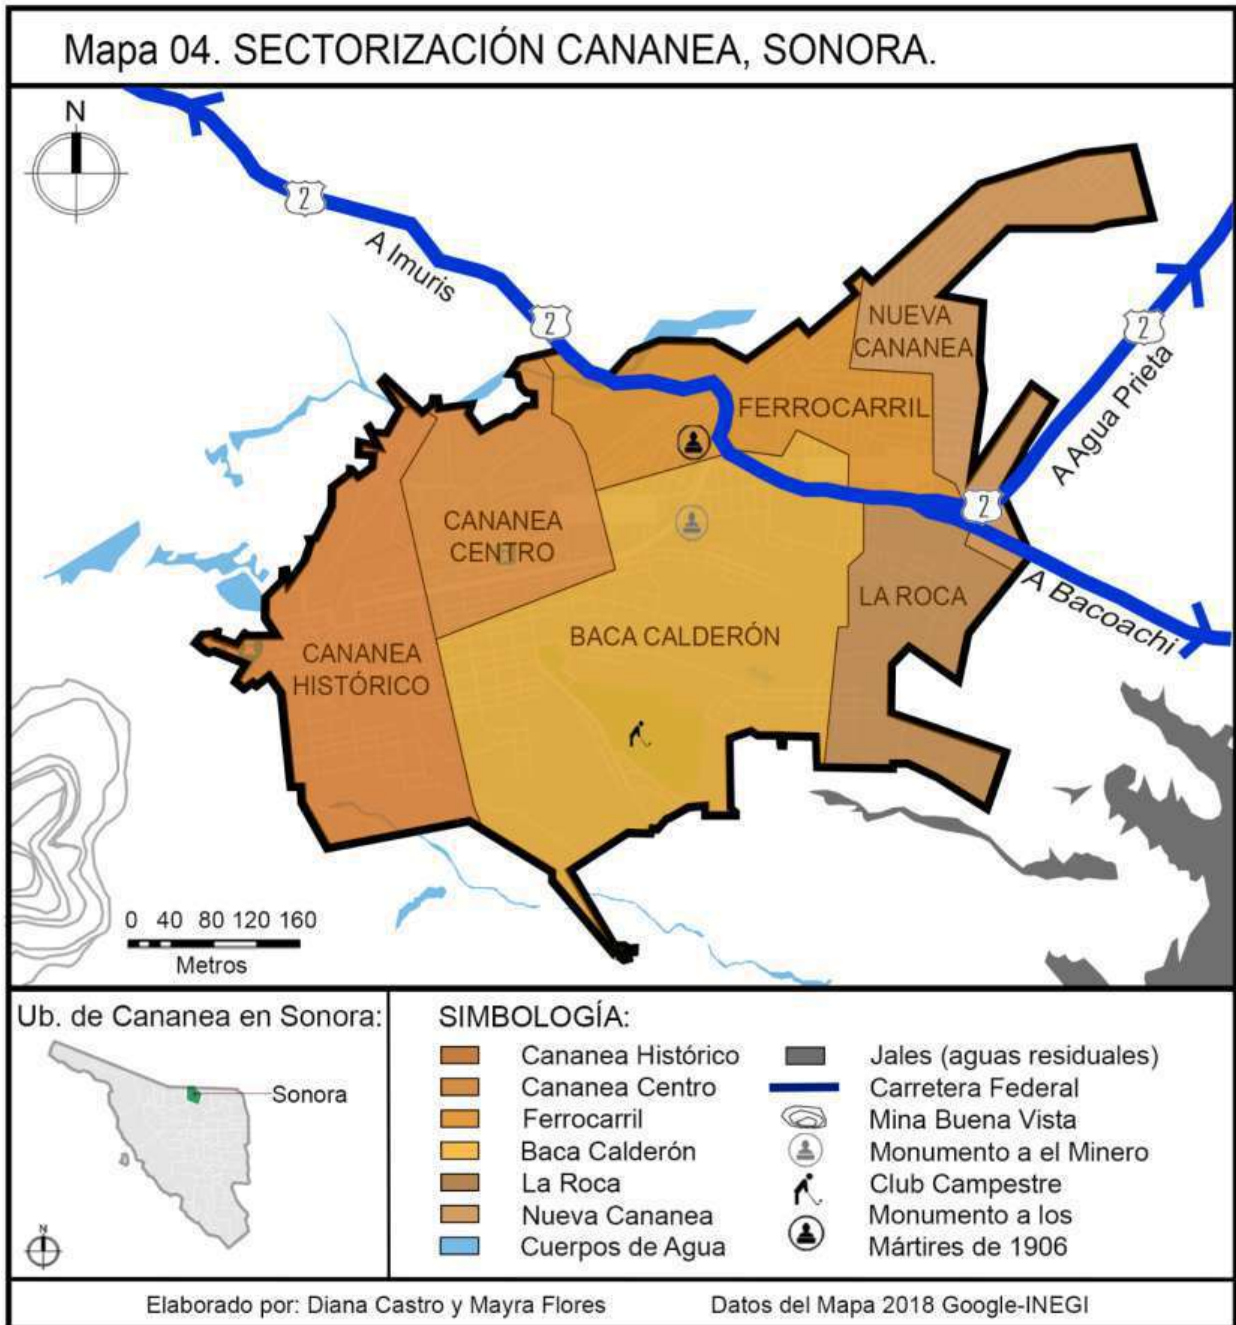 Mapa 04. SECTORIZACIÓN CANANEA, SONORA.
N
2
A Imuris
2
NUEVA
CANANEA
2
A Agua Prieta
FERROCARRIL
2
CANANEA
CENTRO
LA ROCA
A Bacoachi
BACA CALDERÓN
CANANEA
HISTÓRICO
0 40 80 120 160
Metros
Ub. de Cananea en Sonora:
Sonora
N
SIMBOLOGÍA:
Cananea Histórico
Cananea Centro
Ferrocarril
Baca Calderón
La Roca
Nueva Cananea
Cuerpos de Agua
Jales (aguas residuales)
Carretera Federal
Mina Buena Vista
Monumento a el Minero
Club Campestre
Monumento a los
Mártires de 1906
Elaborado por: Diana Castro y Mayra Flores
Datos del Mapa 2018 Google-INEGI